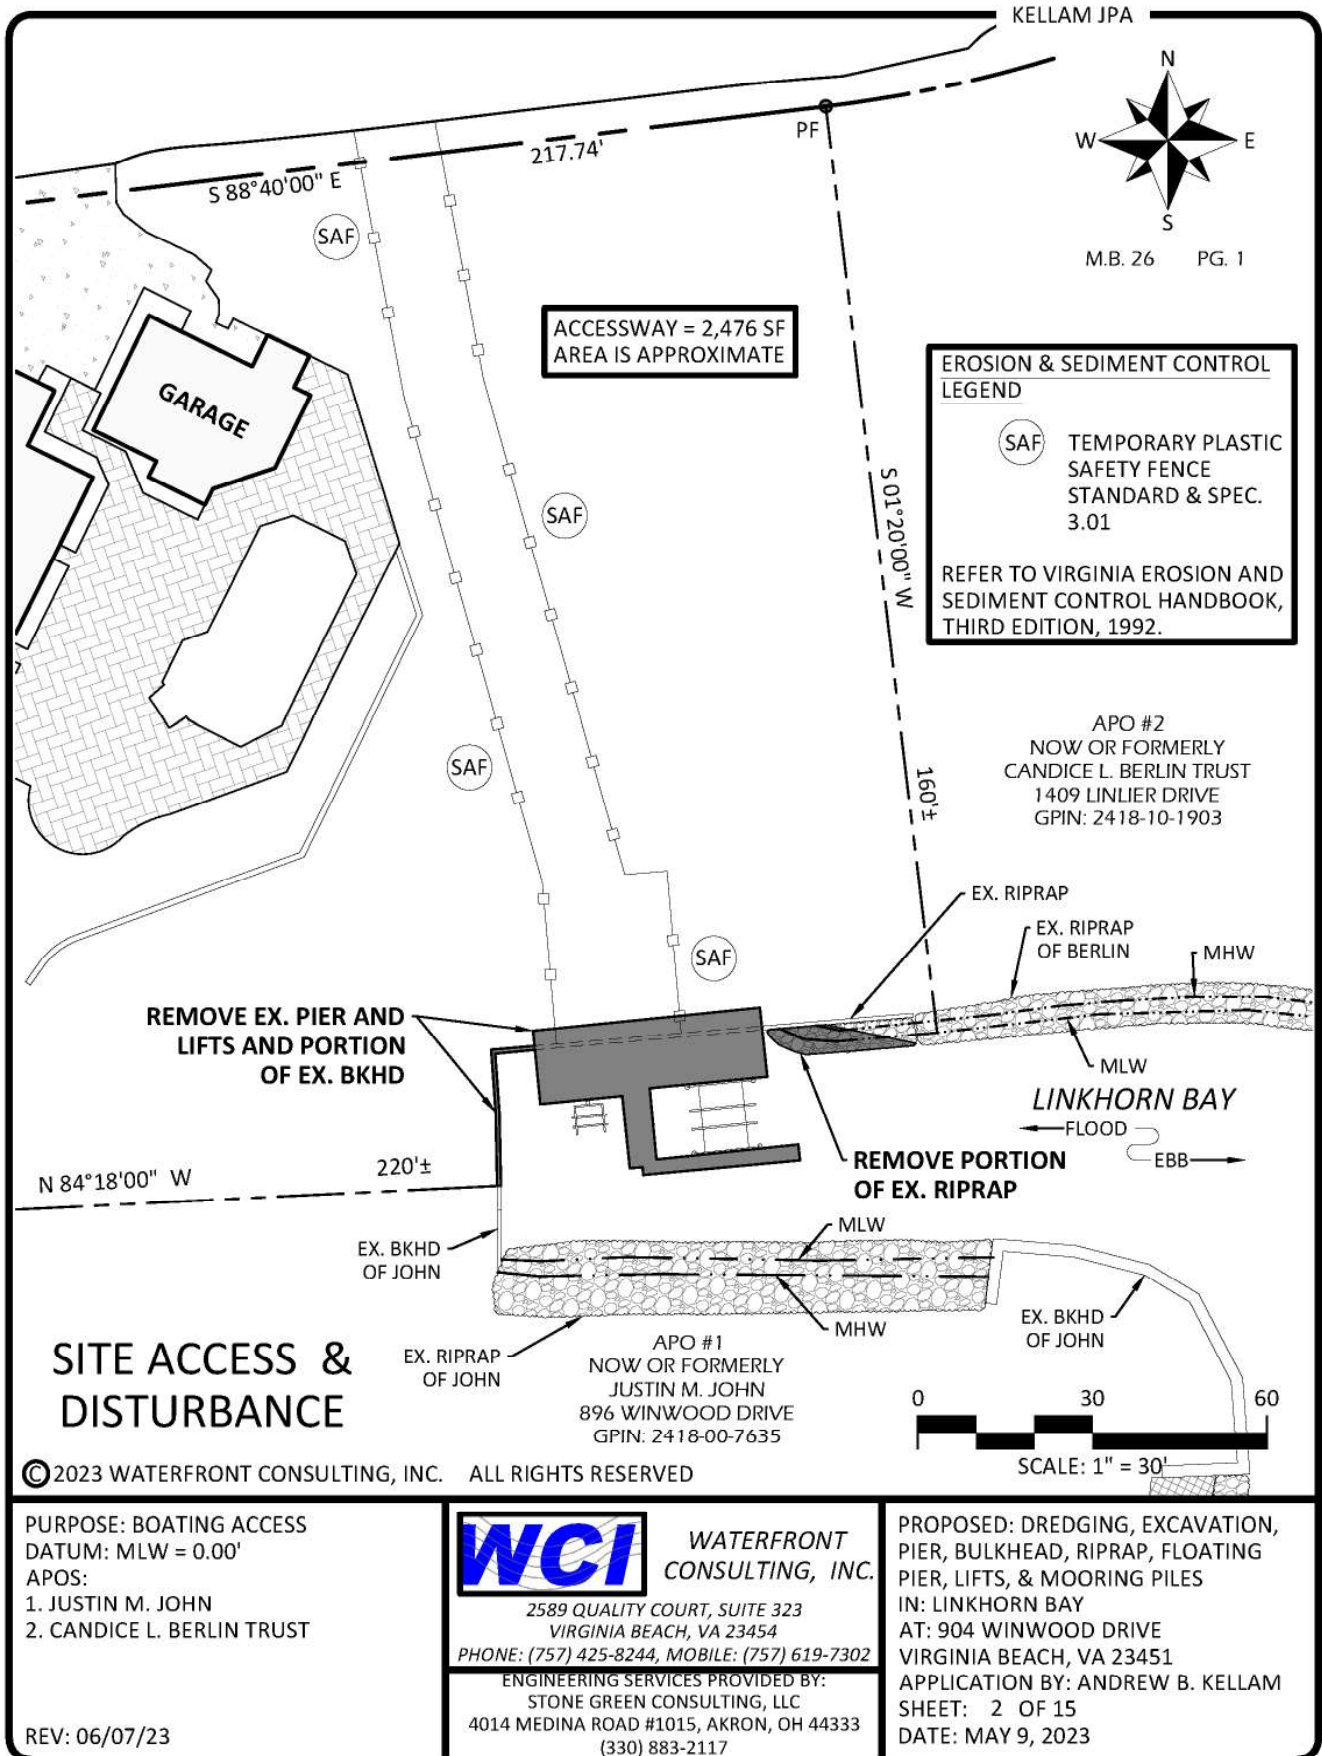 KELLAM JPA
N
W E
S
M.B. 26 PG. 1
PF
217.74'
S 88°40'00" E
SAF
ACCESSWAY = 2,476 SF
AREA IS APPROXIMATE
EROSION & SEDIMENT CONTROL
LEGEND
SAF TEMPORARY PLASTIC
SAFETY FENCE
STANDARD & SPEC.
3.01
REFER TO VIRGINIA EROSION AND
SEDIMENT CONTROL HANDBOOK,
THIRD EDITION, 1992.
GARAGE
SAF
S 01°20'00" W
160'±
SAF
APO #2
NOW OR FORMERLY
CANDICE L. BERLIN TRUST
1409 LINLIER DRIVE
GPIN: 2418-10-1903
EX. RIPRAP
EX. RIPRAP
OF BERLIN
MHW
SAF
REMOVE EX. PIER AND
LIFTS AND PORTION
OF EX. BKHD
MLW
LINKHORN BAY
FLOOD
EBB
REMOVE PORTION
OF EX. RIPRAP
N 84°18'00" W
220'±
MLW
EX. BKHD
OF JOHN
MHW
EX. BKHD
OF JOHN
EX. RIPRAP
OF JOHN
APO #1
NOW OR FORMERLY
JUSTIN M. JOHN
896 WINWOOD DRIVE
GPIN: 2418-00-7635
SITE ACCESS &
DISTURBANCE
0 30 60
SCALE: 1" = 30'
© 2023 WATERFRONT CONSULTING, INC. ALL RIGHTS RESERVED
PURPOSE: BOATING ACCESS
DATUM: MLW = 0.00'
APOS:
1. JUSTIN M. JOHN
2. CANDICE L. BERLIN TRUST
REV: 06/07/23
WCI
WATERFRONT
CONSULTING, INC.
2589 QUALITY COURT, SUITE 323
VIRGINIA BEACH, VA 23454
PHONE: (757) 425-8244, MOBILE: (757) 619-7302
ENGINEERING SERVICES PROVIDED BY:
STONE GREEN CONSULTING, LLC
4014 MEDINA ROAD #1015, AKRON, OH 44333
(330) 883-2117
PROPOSED: DREDGING, EXCAVATION,
PIER, BULKHEAD, RIPRAP, FLOATING
PIER, LIFTS, & MOORING PILES
IN: LINKHORN BAY
AT: 904 WINWOOD DRIVE
VIRGINIA BEACH, VA 23451
APPLICATION BY: ANDREW B. KELLAM
SHEET: 2 OF 15
DATE: MAY 9, 2023